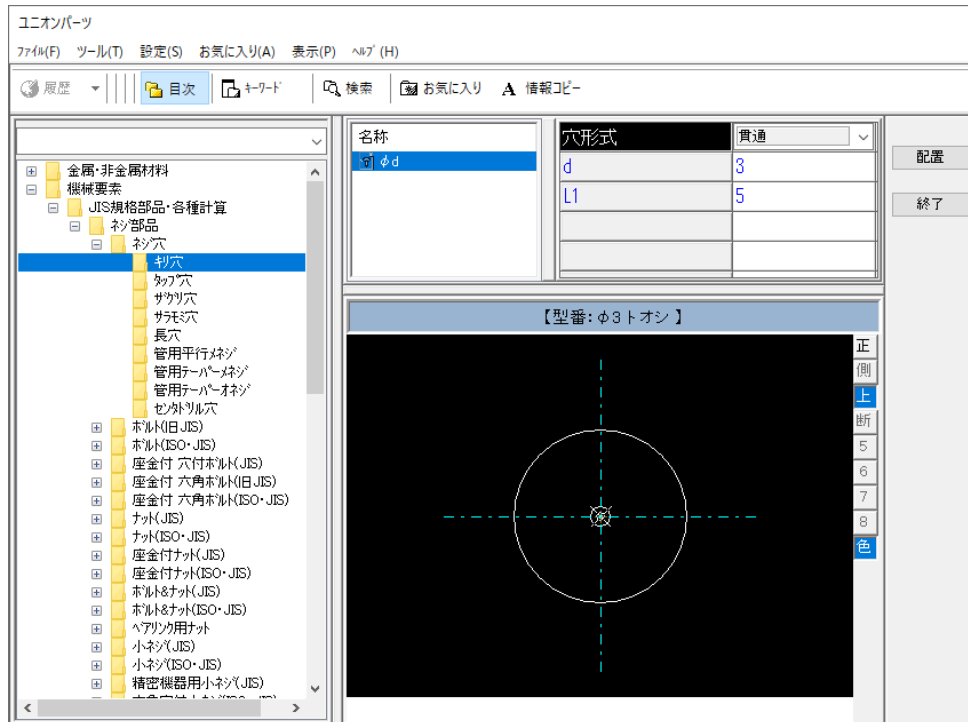 ユニオンパーツ
ﾌｧｲﾙ(F) ツール(T) 設定(S) お気に入り(A) 表示(P) ﾍﾙﾌﾟ(H)
履歴 目次 ｷｰﾜｰﾄﾞ 検索 お気に入り A 情報ｺﾋﾟｰ
金属･非金属材料
機械要素
JIS規格部品･各種計算
ネジ部品
ネジ穴
キリ穴
ﾀｯﾌﾟ穴
ザグリ穴
サラモミ穴
長穴
管用平行ﾒﾈｼﾞ
管用ﾃｰﾊﾟｰﾒﾈｼﾞ
管用ﾃｰﾊﾟｰｵﾈｼﾞ
ｾﾝﾀﾄﾞﾘﾙ穴
ﾎﾞﾙﾄ(旧JIS)
ﾎﾞﾙﾄ(ISO･JIS)
座金付 穴付ﾎﾞﾙﾄ(JIS)
座金付 六角ﾎﾞﾙﾄ(旧JIS)
座金付 六角ﾎﾞﾙﾄ(ISO･JIS)
ﾅｯﾄ(JIS)
ﾅｯﾄ(ISO･JIS)
座金付ﾅｯﾄ(JIS)
座金付ﾅｯﾄ(ISO･JIS)
ﾎﾞﾙﾄ&ﾅｯﾄ(JIS)
ﾎﾞﾙﾄ&ﾅｯﾄ(ISO･JIS)
ﾍﾞｱﾘﾝｸﾞ用ﾅｯﾄ
小ﾈｼﾞ(JIS)
小ﾈｼﾞ(ISO･JIS)
精密機器用小ﾈｼﾞ(JIS)
名称
φd
穴形式 貫通
d 3
L1 5
配置
終了
【型番:φ3トオシ 】
正
側
上
断
5
6
7
8
色